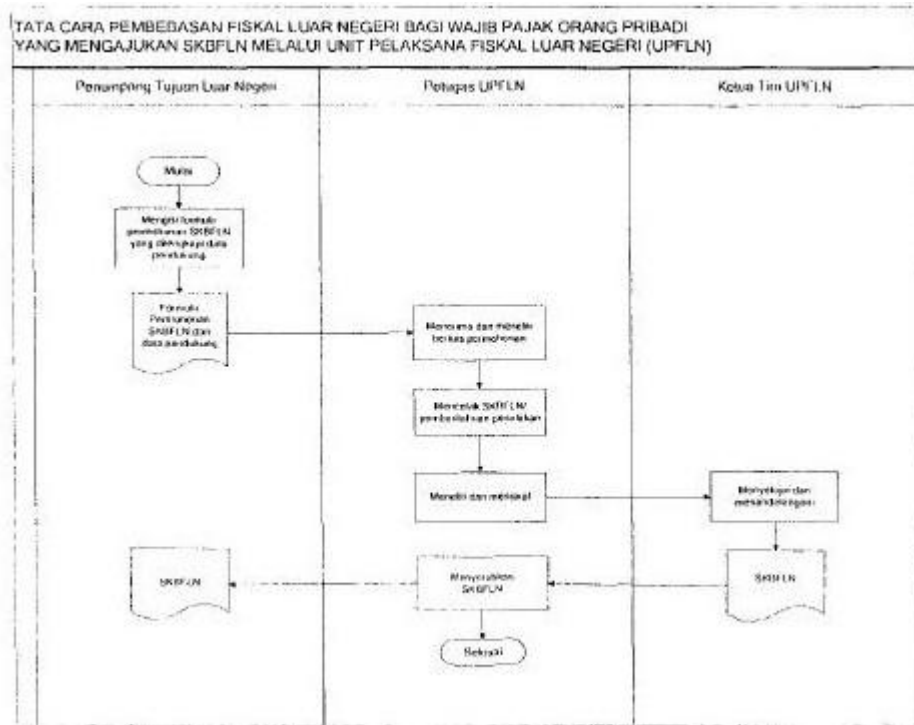 TATA CARA PEMBEBASAN FISKAL LUAR NEGERI BAGI WAJIB PAJAK ORANG PRIBADI
YANG MENGAJUKAN SKBFLN MELALUI UNIT PELAKSANA FISKAL LUAR NEGERI (UPFLN)
Penumpang Tujuan Luar Negeri
Petugas UPFLN
Ketua Tim UPFLN
Mulai
Mengisi formulir
permohonan SKBFLN
yang dilengkapi data
pendukung
Formulir
Permohonan
SKBFLN dan
data pendukung
Menerima dan meneliti
berkas permohonan
Mencetak SKBFLN/
pemberitahuan penolakan
Meneliti dan
Menyetujui dan
menandatangani
SKBFLN
Menyerahkan
SKBFLN
SKBFLN
Selesai